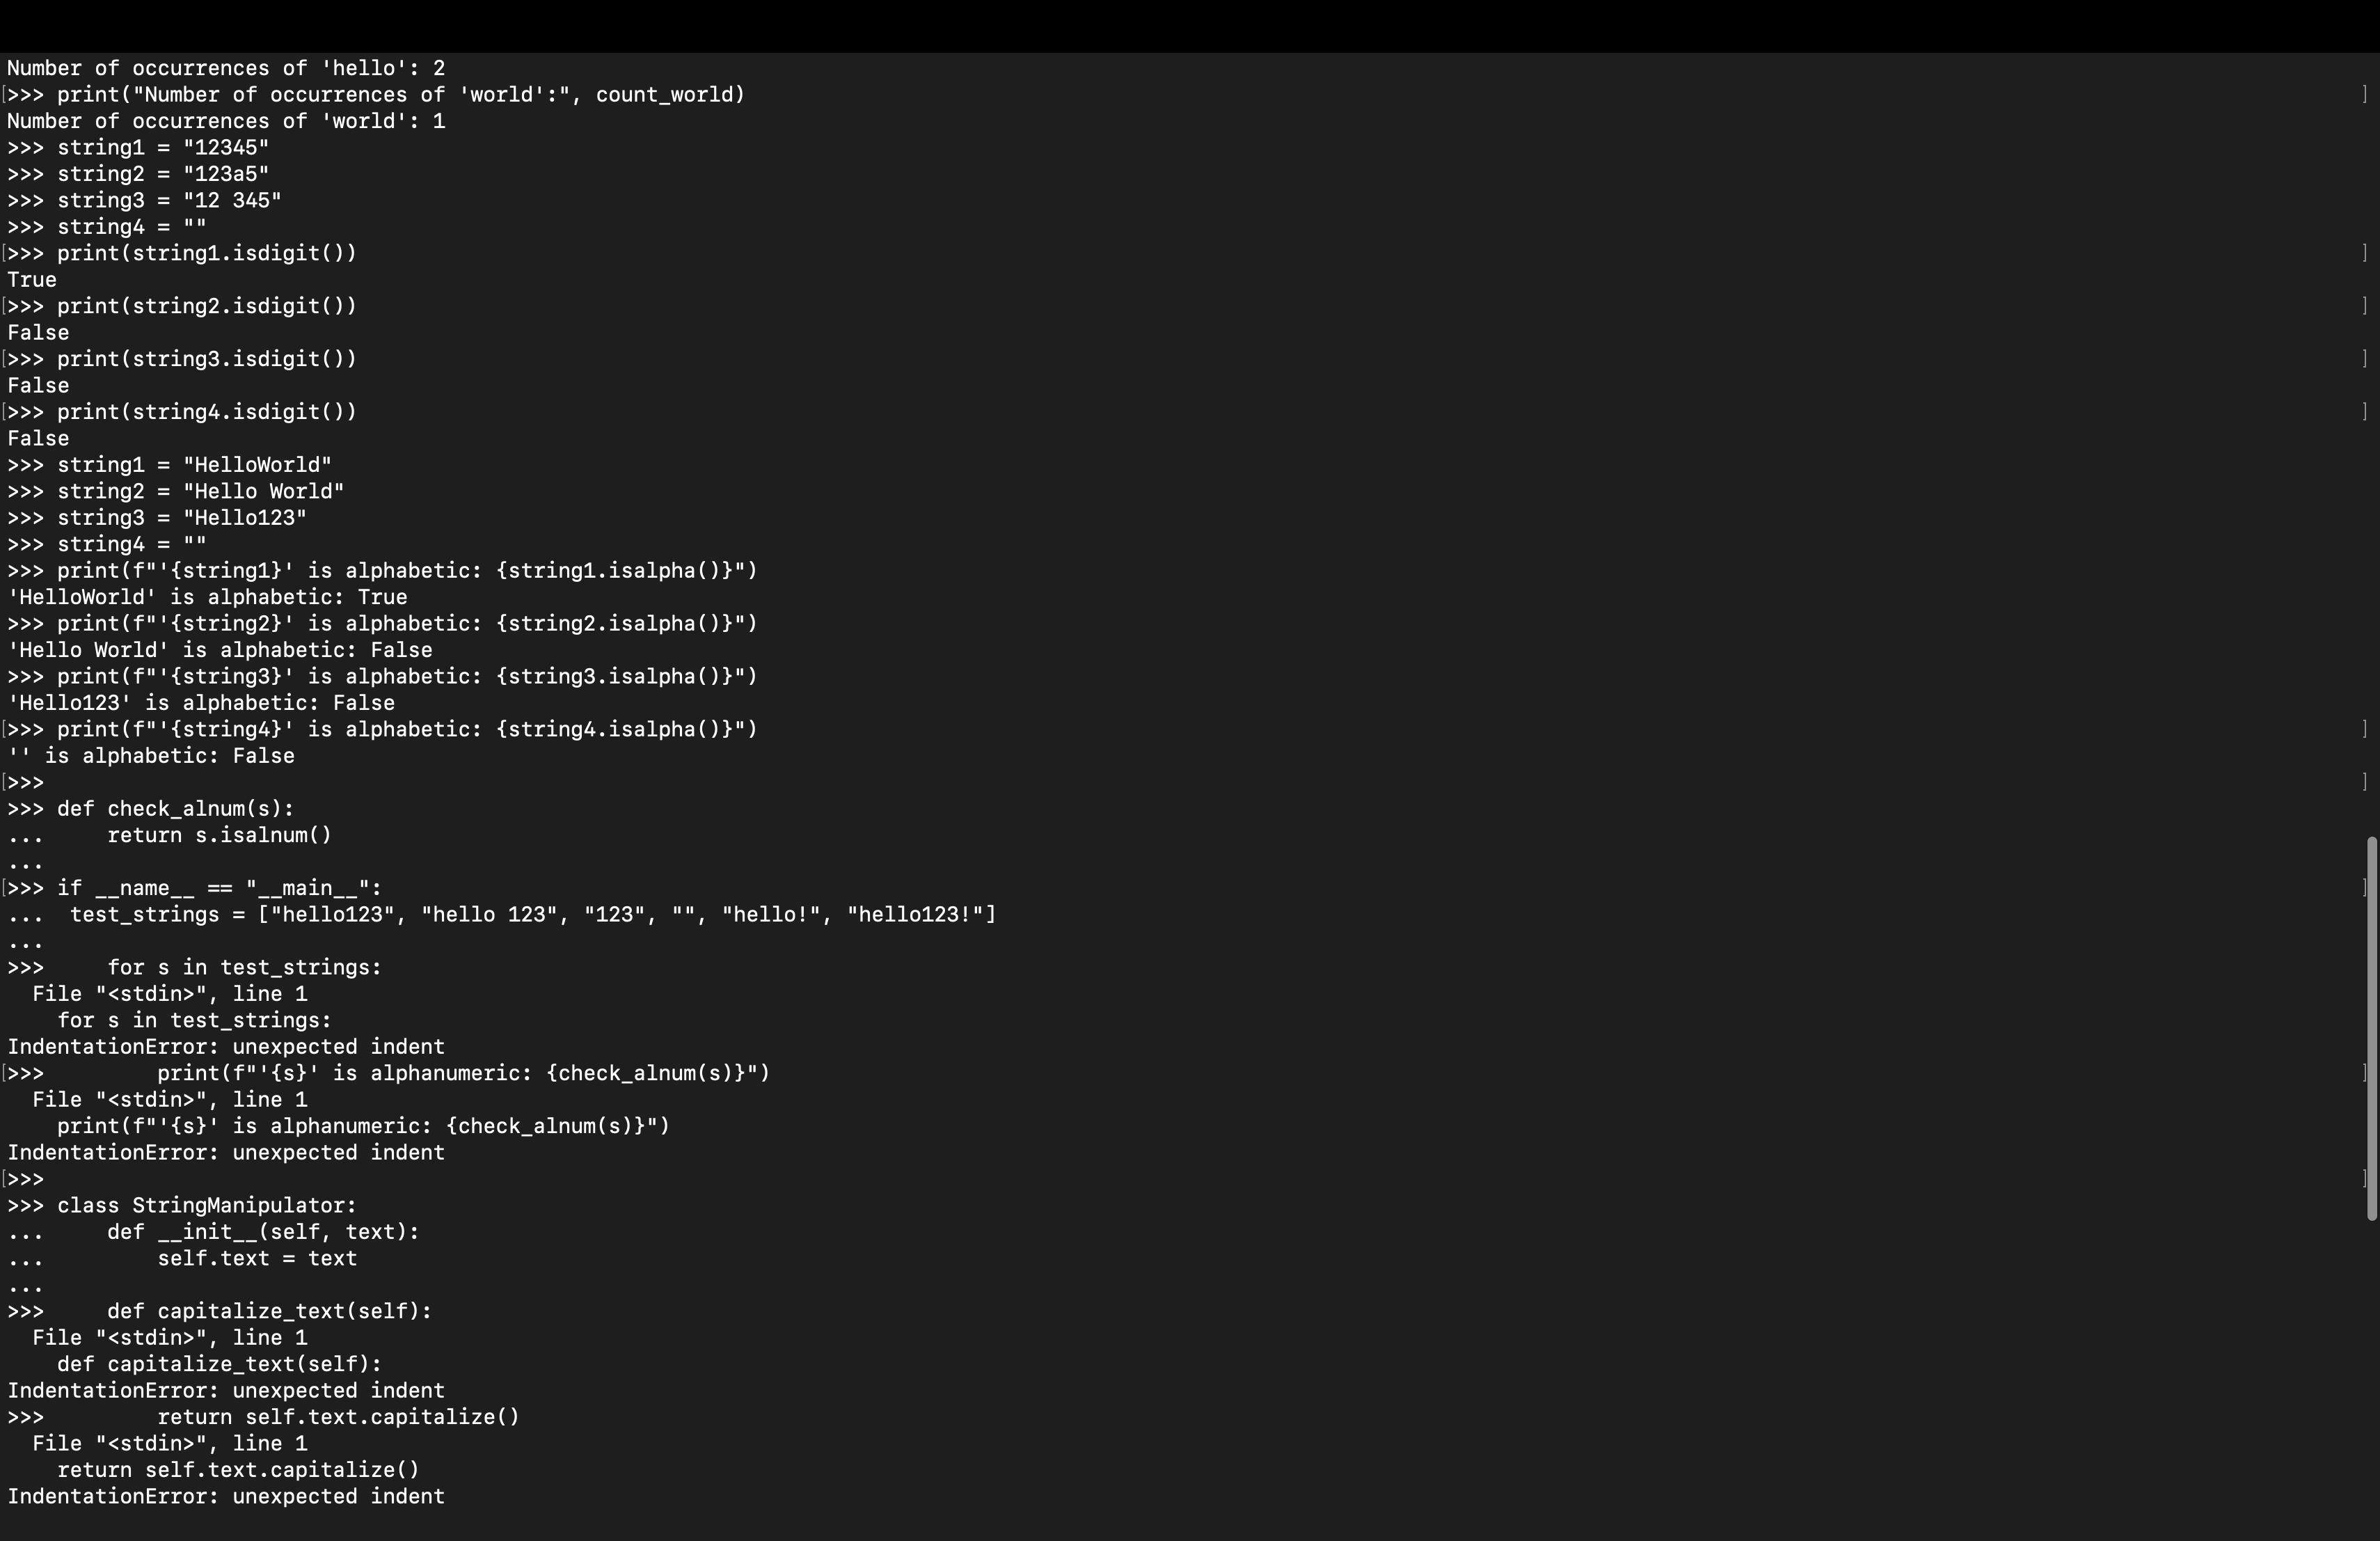 Number of occurrences of 'hello': 2
[>>> print("Number of occurrences of 'world':", count_world) ]
Number of occurrences of 'world': 1
>>> string1 = "12345"
>>> string2 = "123a5"
>>> string3 = "12 345"
>>> string4 = ""
[>>> print(string1.isdigit()) ]
True
[>>> print(string2.isdigit()) ]
False
[>>> print(string3.isdigit()) ]
False
[>>> print(string4.isdigit()) ]
False
>>> string1 = "HelloWorld"
>>> string2 = "Hello World"
>>> string3 = "Hello123"
>>> string4 = ""
>>> print(f"'{string1}' is alphabetic: {string1.isalpha()}")
'HelloWorld' is alphabetic: True
>>> print(f"'{string2}' is alphabetic: {string2.isalpha()}")
'Hello World' is alphabetic: False
>>> print(f"'{string3}' is alphabetic: {string3.isalpha()}")
'Hello123' is alphabetic: False
[>>> print(f"'{string4}' is alphabetic: {string4.isalpha()}") ]
'' is alphabetic: False
[>>> ]
>>> def check_alnum(s):
...     return s.isalnum()
...
[>>> if __name__ == "__main__": ]
...  test_strings = ["hello123", "hello 123", "123", "", "hello!", "hello123!"]
...
>>>     for s in test_strings:
  File "<stdin>", line 1
    for s in test_strings:
IndentationError: unexpected indent
[>>>         print(f"'{s}' is alphanumeric: {check_alnum(s)}") ]
  File "<stdin>", line 1
    print(f"'{s}' is alphanumeric: {check_alnum(s)}")
IndentationError: unexpected indent
[>>> ]
>>> class StringManipulator:
...     def __init__(self, text):
...         self.text = text
...
>>>     def capitalize_text(self):
  File "<stdin>", line 1
    def capitalize_text(self):
IndentationError: unexpected indent
>>>         return self.text.capitalize()
  File "<stdin>", line 1
    return self.text.capitalize()
IndentationError: unexpected indent